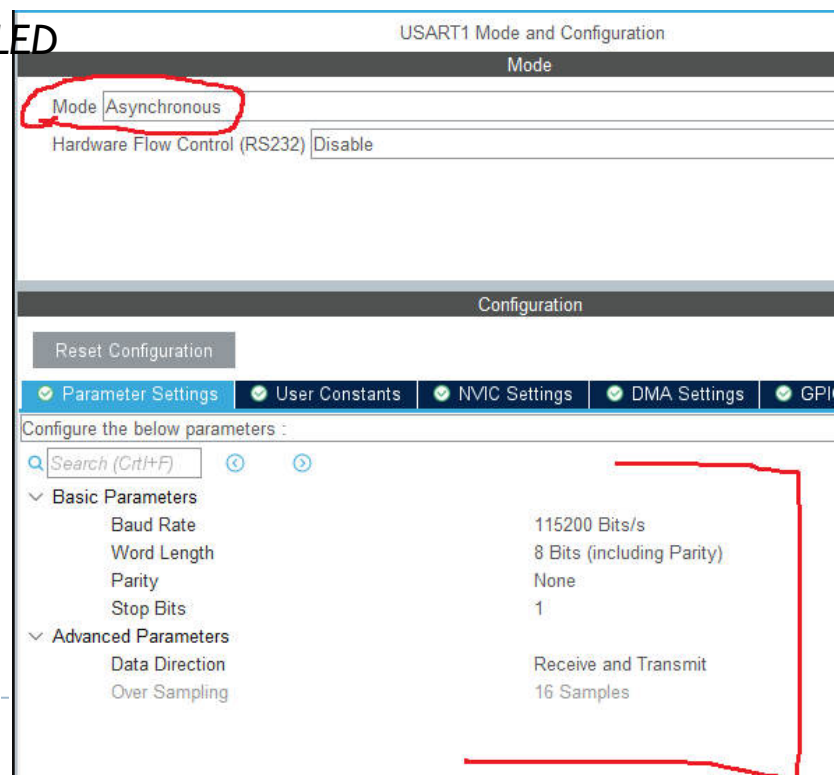 LED
USART1 Mode and Configuration
Mode
Mode Asynchronous
Hardware Flow Control (RS232) Disable
Configuration
Reset Configuration
Parameter Settings User Constants NVIC Settings DMA Settings GPI
Configure the below parameters :
Search (Crtl+F)
Basic Parameters
Baud Rate 115200 Bits/s
Word Length 8 Bits (including Parity)
Parity None
Stop Bits 1
Advanced Parameters
Data Direction Receive and Transmit
Over Sampling 16 Samples